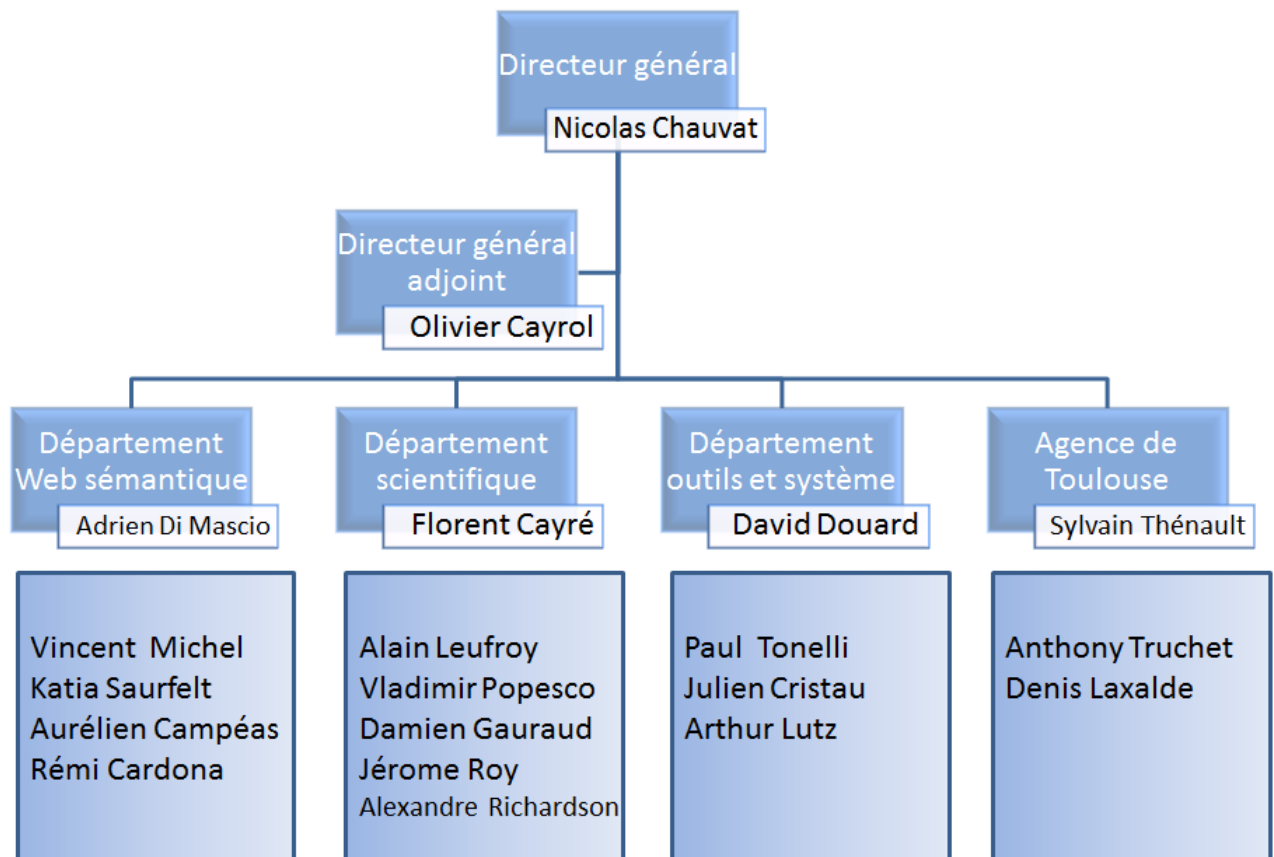 Directeur général
Nicolas Chauvat
Directeur général
adjoint
Olivier Cayrol
Département
Web sémantique
Adrien Di Mascio
Département
scientifique
Florent Cayré
Département
outils et système
David Douard
Agence de
Toulouse
Sylvain Thénault
Vincent Michel
Katia Saurfelt
Aurélien Campéas
Rémi Cardona
Alain Leufroy
Vladimir Popesco
Damien Gauraud
Jérome Roy
Alexandre Richardson
Paul Tonelli
Julien Cristau
Arthur Lutz
Anthony Truchet
Denis Laxalde